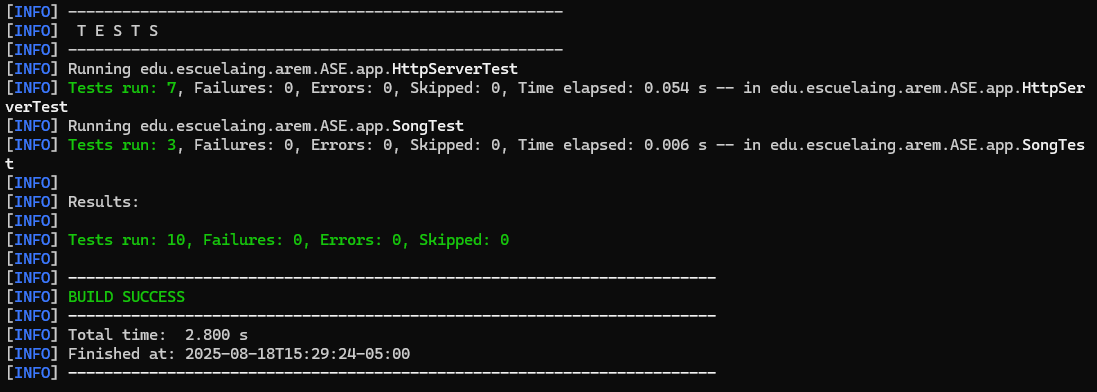 [INFO] -------------------------------------------------------
[INFO]  T E S T S
[INFO] -------------------------------------------------------
[INFO] Running edu.escuelaing.arem.ASE.app.HttpServerTest
[INFO] Tests run: 7, Failures: 0, Errors: 0, Skipped: 0, Time elapsed: 0.054 s -- in edu.escuelaing.arem.ASE.app.HttpSer
verTest
[INFO] Running edu.escuelaing.arem.ASE.app.SongTest
[INFO] Tests run: 3, Failures: 0, Errors: 0, Skipped: 0, Time elapsed: 0.006 s -- in edu.escuelaing.arem.ASE.app.SongTes
t
[INFO]
[INFO] Results:
[INFO]
[INFO] Tests run: 10, Failures: 0, Errors: 0, Skipped: 0
[INFO]
[INFO] ------------------------------------------------------------------------
[INFO] BUILD SUCCESS
[INFO] ------------------------------------------------------------------------
[INFO] Total time:  2.800 s
[INFO] Finished at: 2025-08-18T15:29:24-05:00
[INFO] ------------------------------------------------------------------------